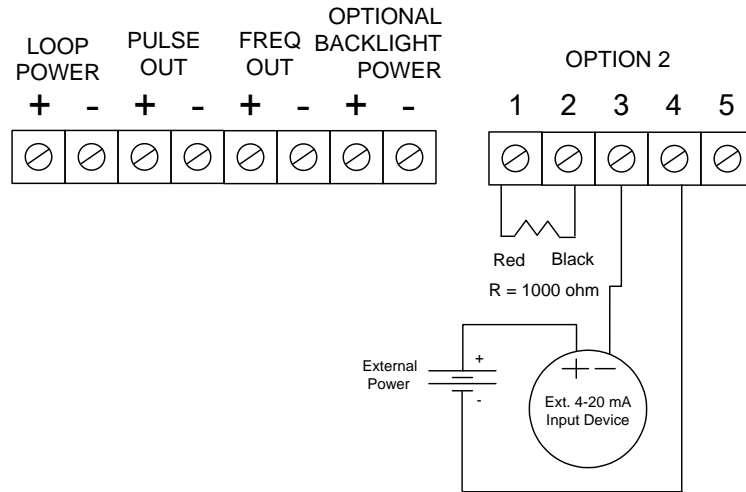 LOOP
POWER
PULSE
OUT
FREQ
OUT
OPTIONAL
BACKLIGHT
POWER
+ - + - + - + -
OPTION 2
1 2 3 4 5
Red Black
R = 1000 ohm
External
Power
+
-
+ −
Ext. 4-20 mA
Input Device